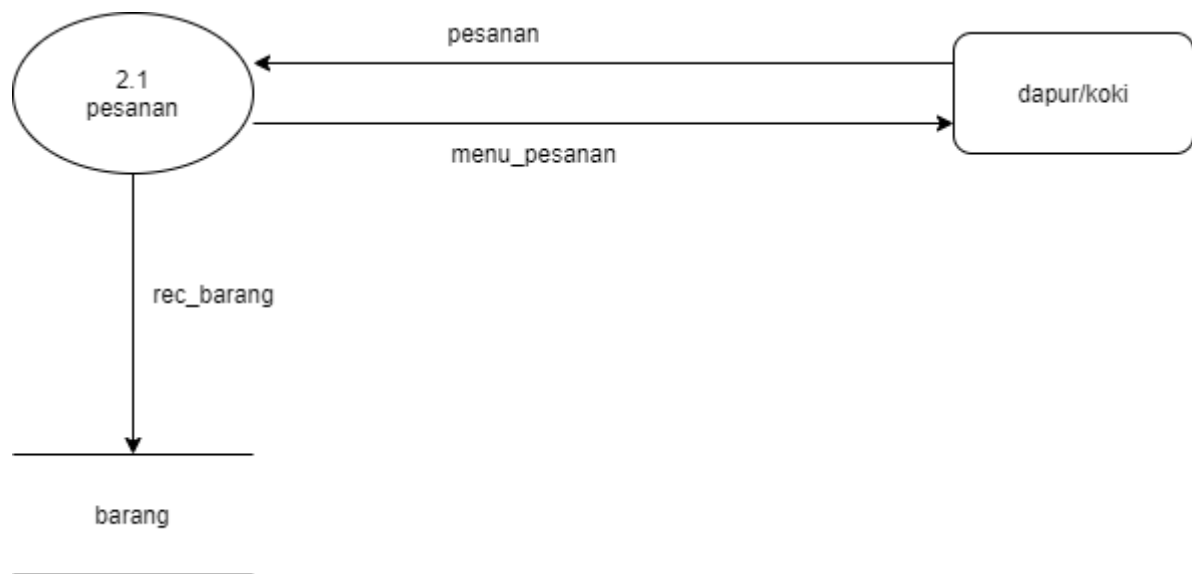 pesanan
2.1
pesanan
dapur/koki
menu_pesanan
rec_barang
barang